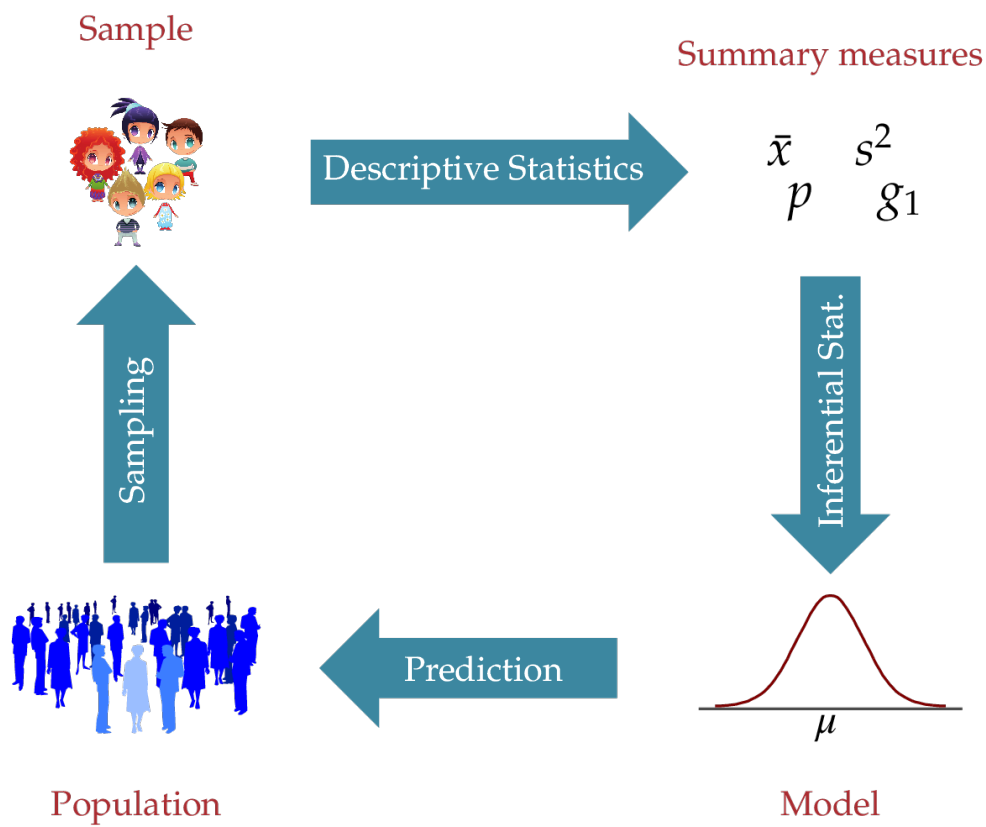 Sample
Summary measures
Descriptive Statistics
x̄ s²
p g₁
Sampling
Inferential Stat.
Prediction
μ
Population
Model